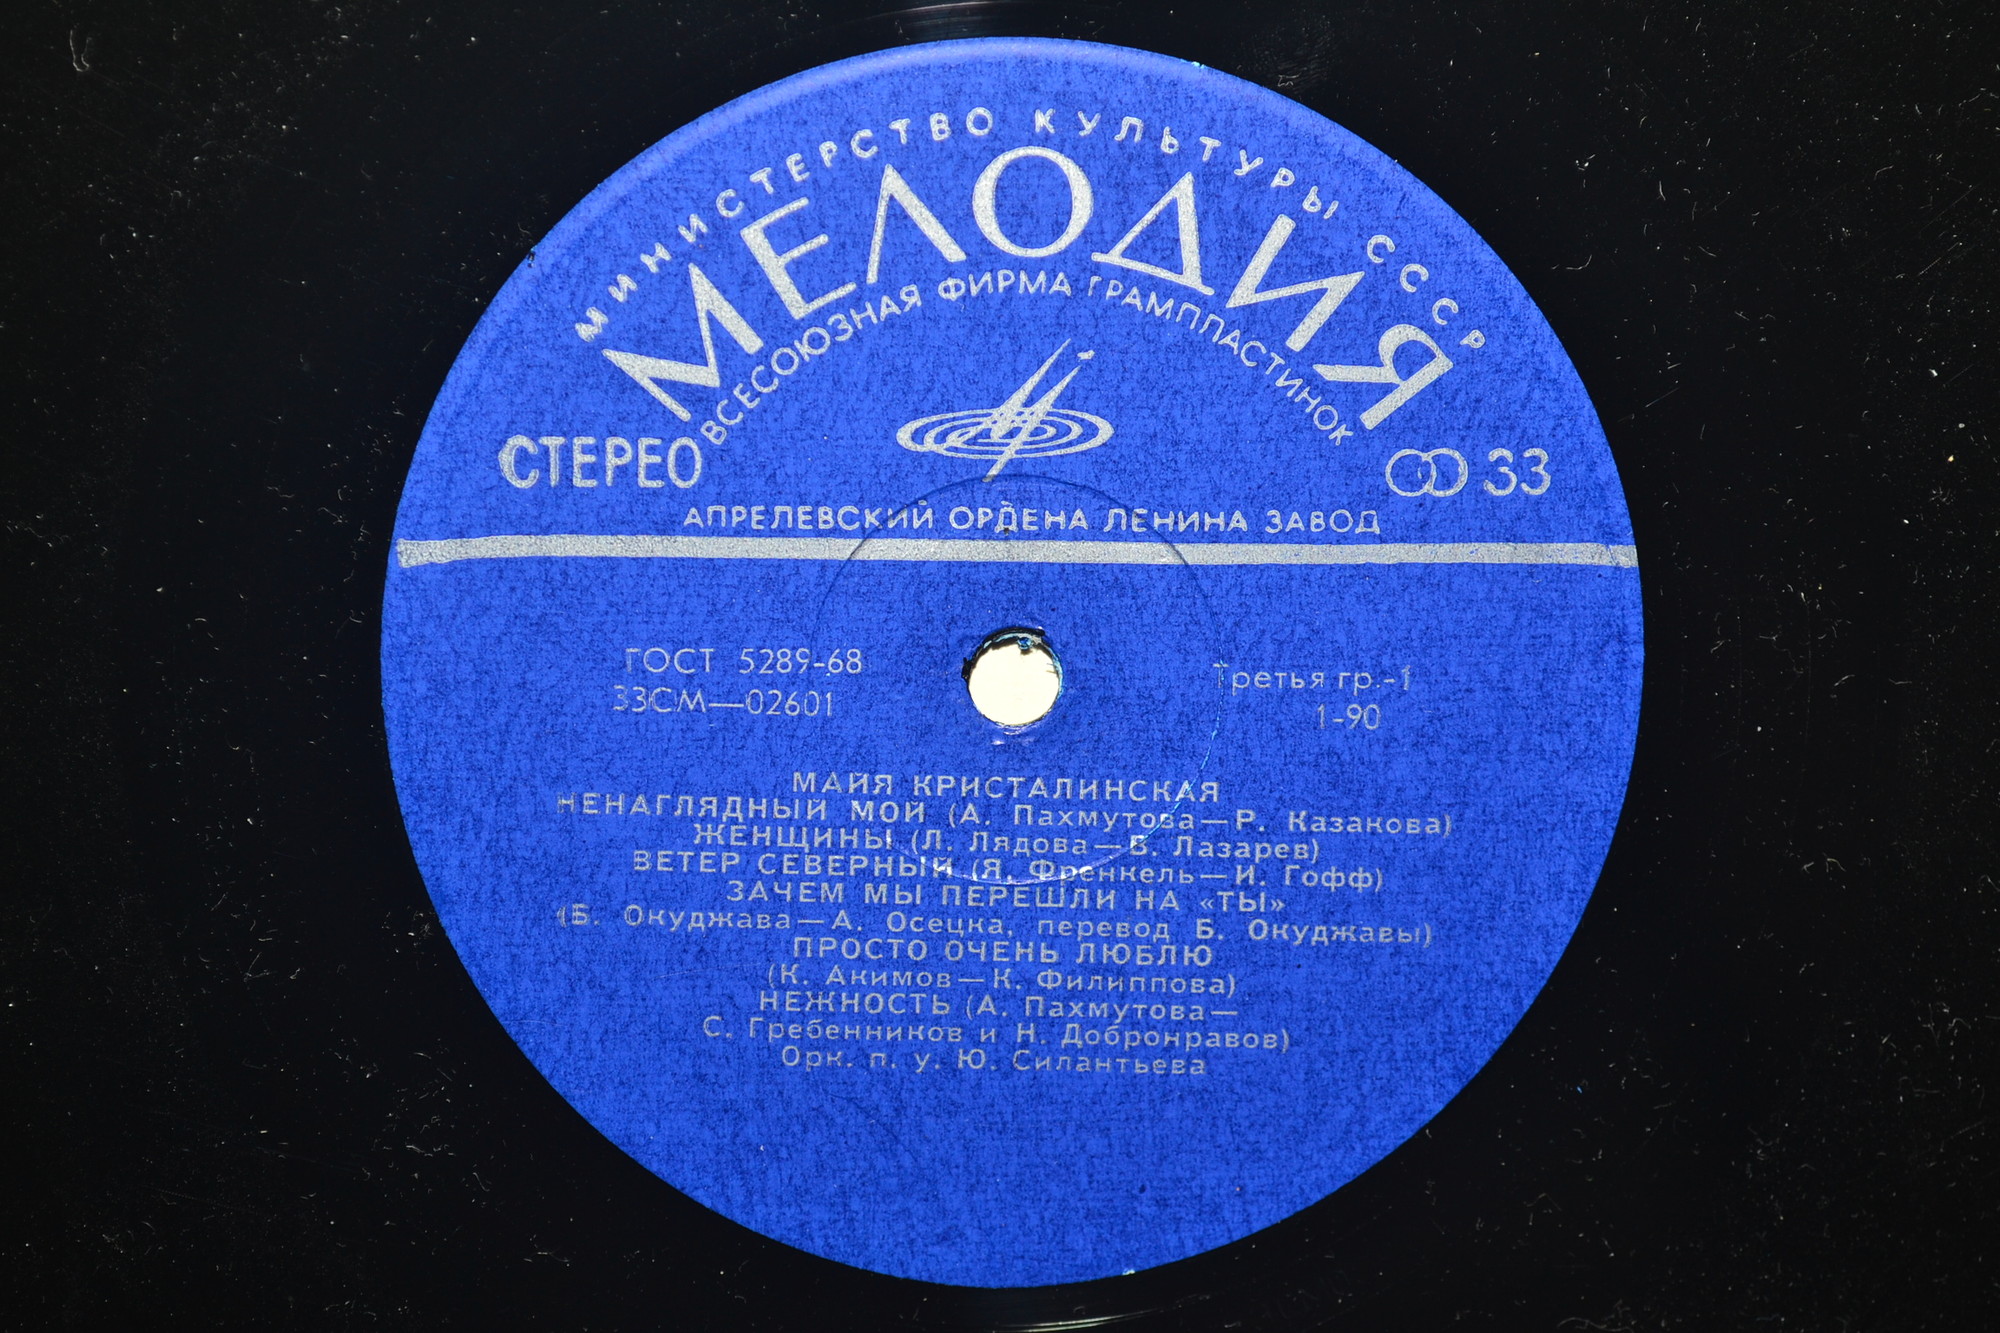 МИНИСТЕРСТВО КУЛЬТУРЫ СССР
МЕЛОДИЯ
ВСЕСОЮЗНАЯ ФИРМА ГРАМПЛАСТИНОК
СТЕРЕО
33
АПРЕЛЕВСКИЙ ОРДЕНА ЛЕНИНА ЗАВОД
ГОСТ 5289-68
33СМ—02601
Третья гр.-1
1-90
МАЙЯ КРИСТАЛИНСКАЯ
НЕНАГЛЯДНЫЙ МОЙ (А. Пахмутова—Р. Казакова)
ЖЕНЩИНЫ (Л. Лядова—В. Лазарев)
ВЕТЕР СЕВЕРНЫЙ (Я. Френкель—И. Гофф)
ЗАЧЕМ МЫ ПЕРЕШЛИ НА «ТЫ»
(Б. Окуджава—А. Осецка, перевод Б. Окуджавы)
ПРОСТО ОЧЕНЬ ЛЮБЛЮ
(К. Акимов—К. Филиппова)
НЕЖНОСТЬ (А. Пахмутова—
С. Гребенников и Н. Добронравов)
Орк. п. у. Ю. Силантьева